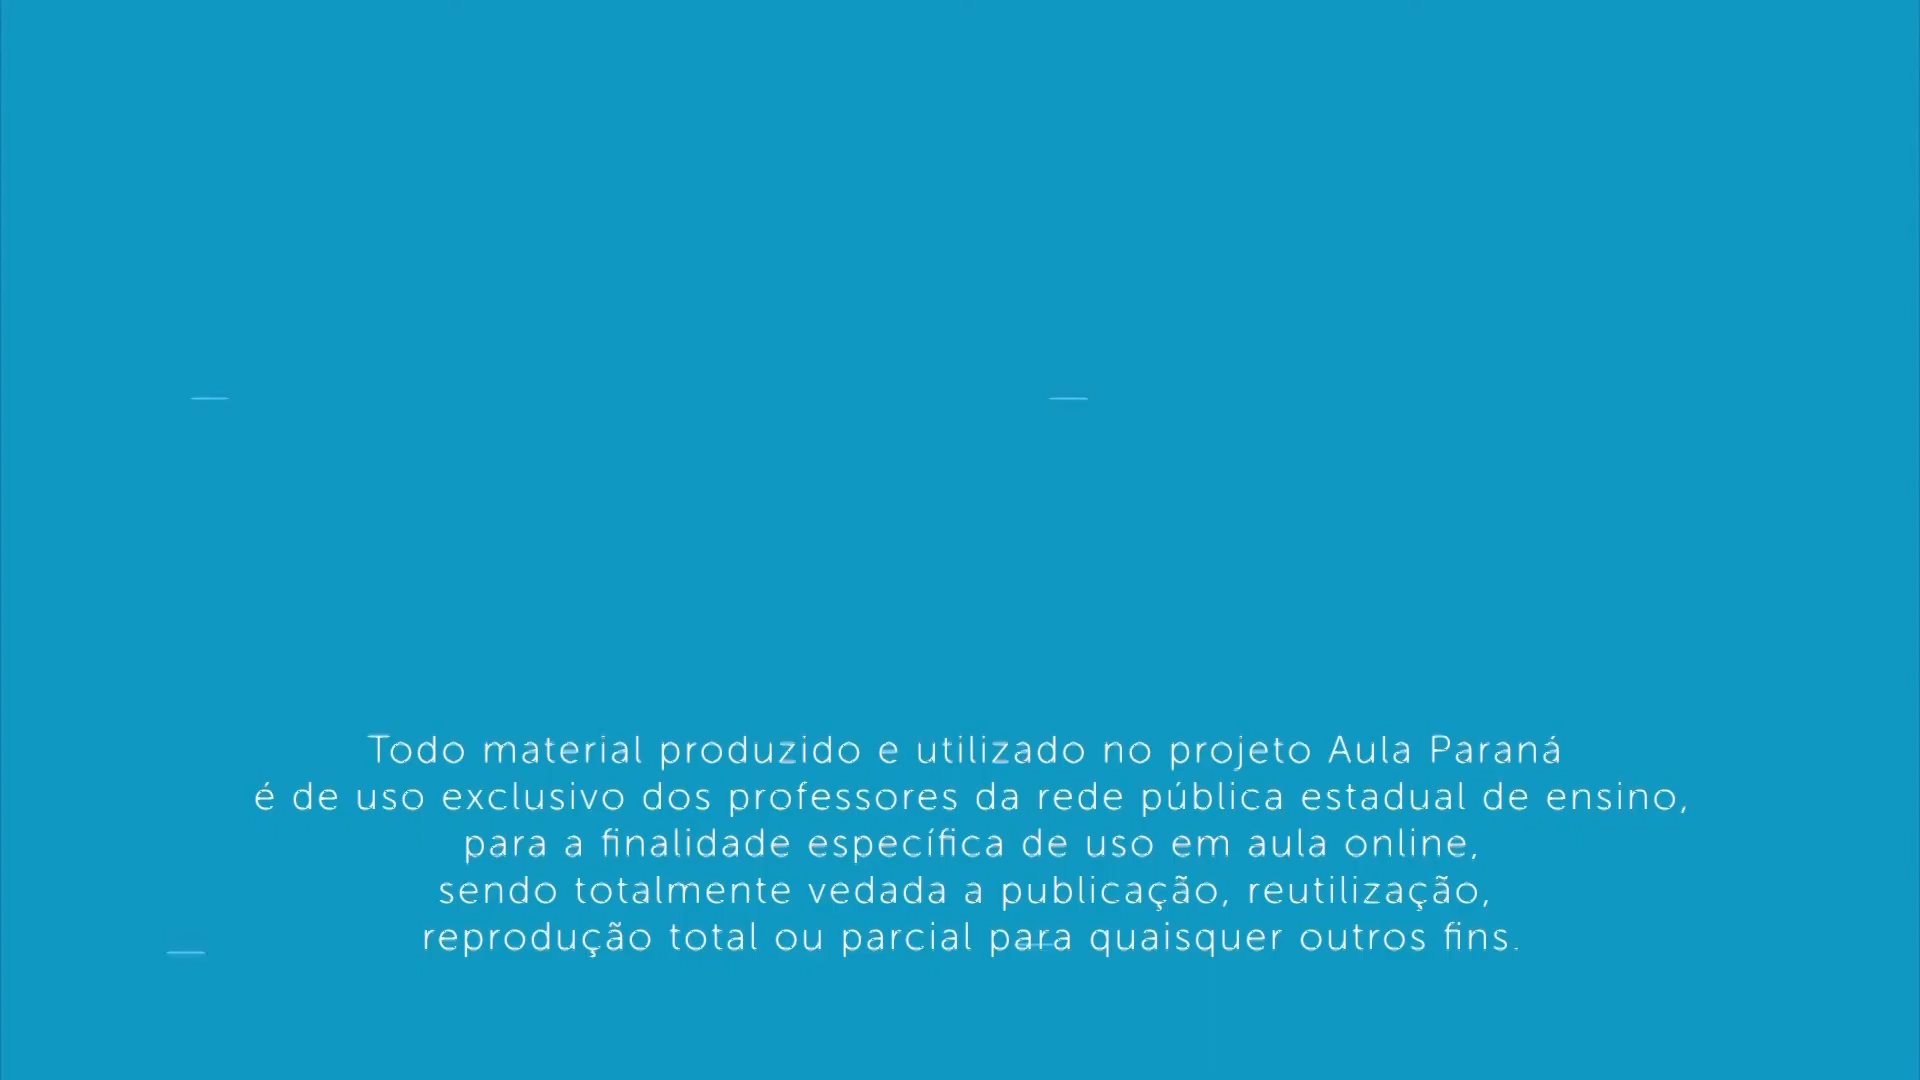 Todo material produzido e utilizado no projeto Aula Paraná
é de uso exclusivo dos professores da rede pública estadual de ensino,
para a finalidade específica de uso em aula online,
sendo totalmente vedada a publicação, reutilização,
reprodução total ou parcial para quaisquer outros fins.